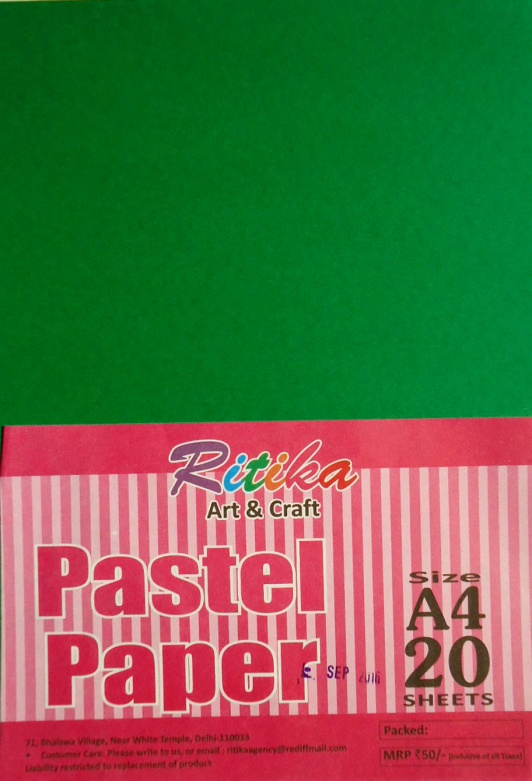 Ritika
Art & Craft
Pastel
Paper
Size
A4
20
SHEETS
SEP 2016
71, Bhalswa Village, Near White Temple, Delhi-110033
• Customer Care: Please write to us, or email : ritikaagency@rediffmail.com
Liability restricted to replacement of product
Packed:
MRP ₹50/- (Inclusive of all Taxes)